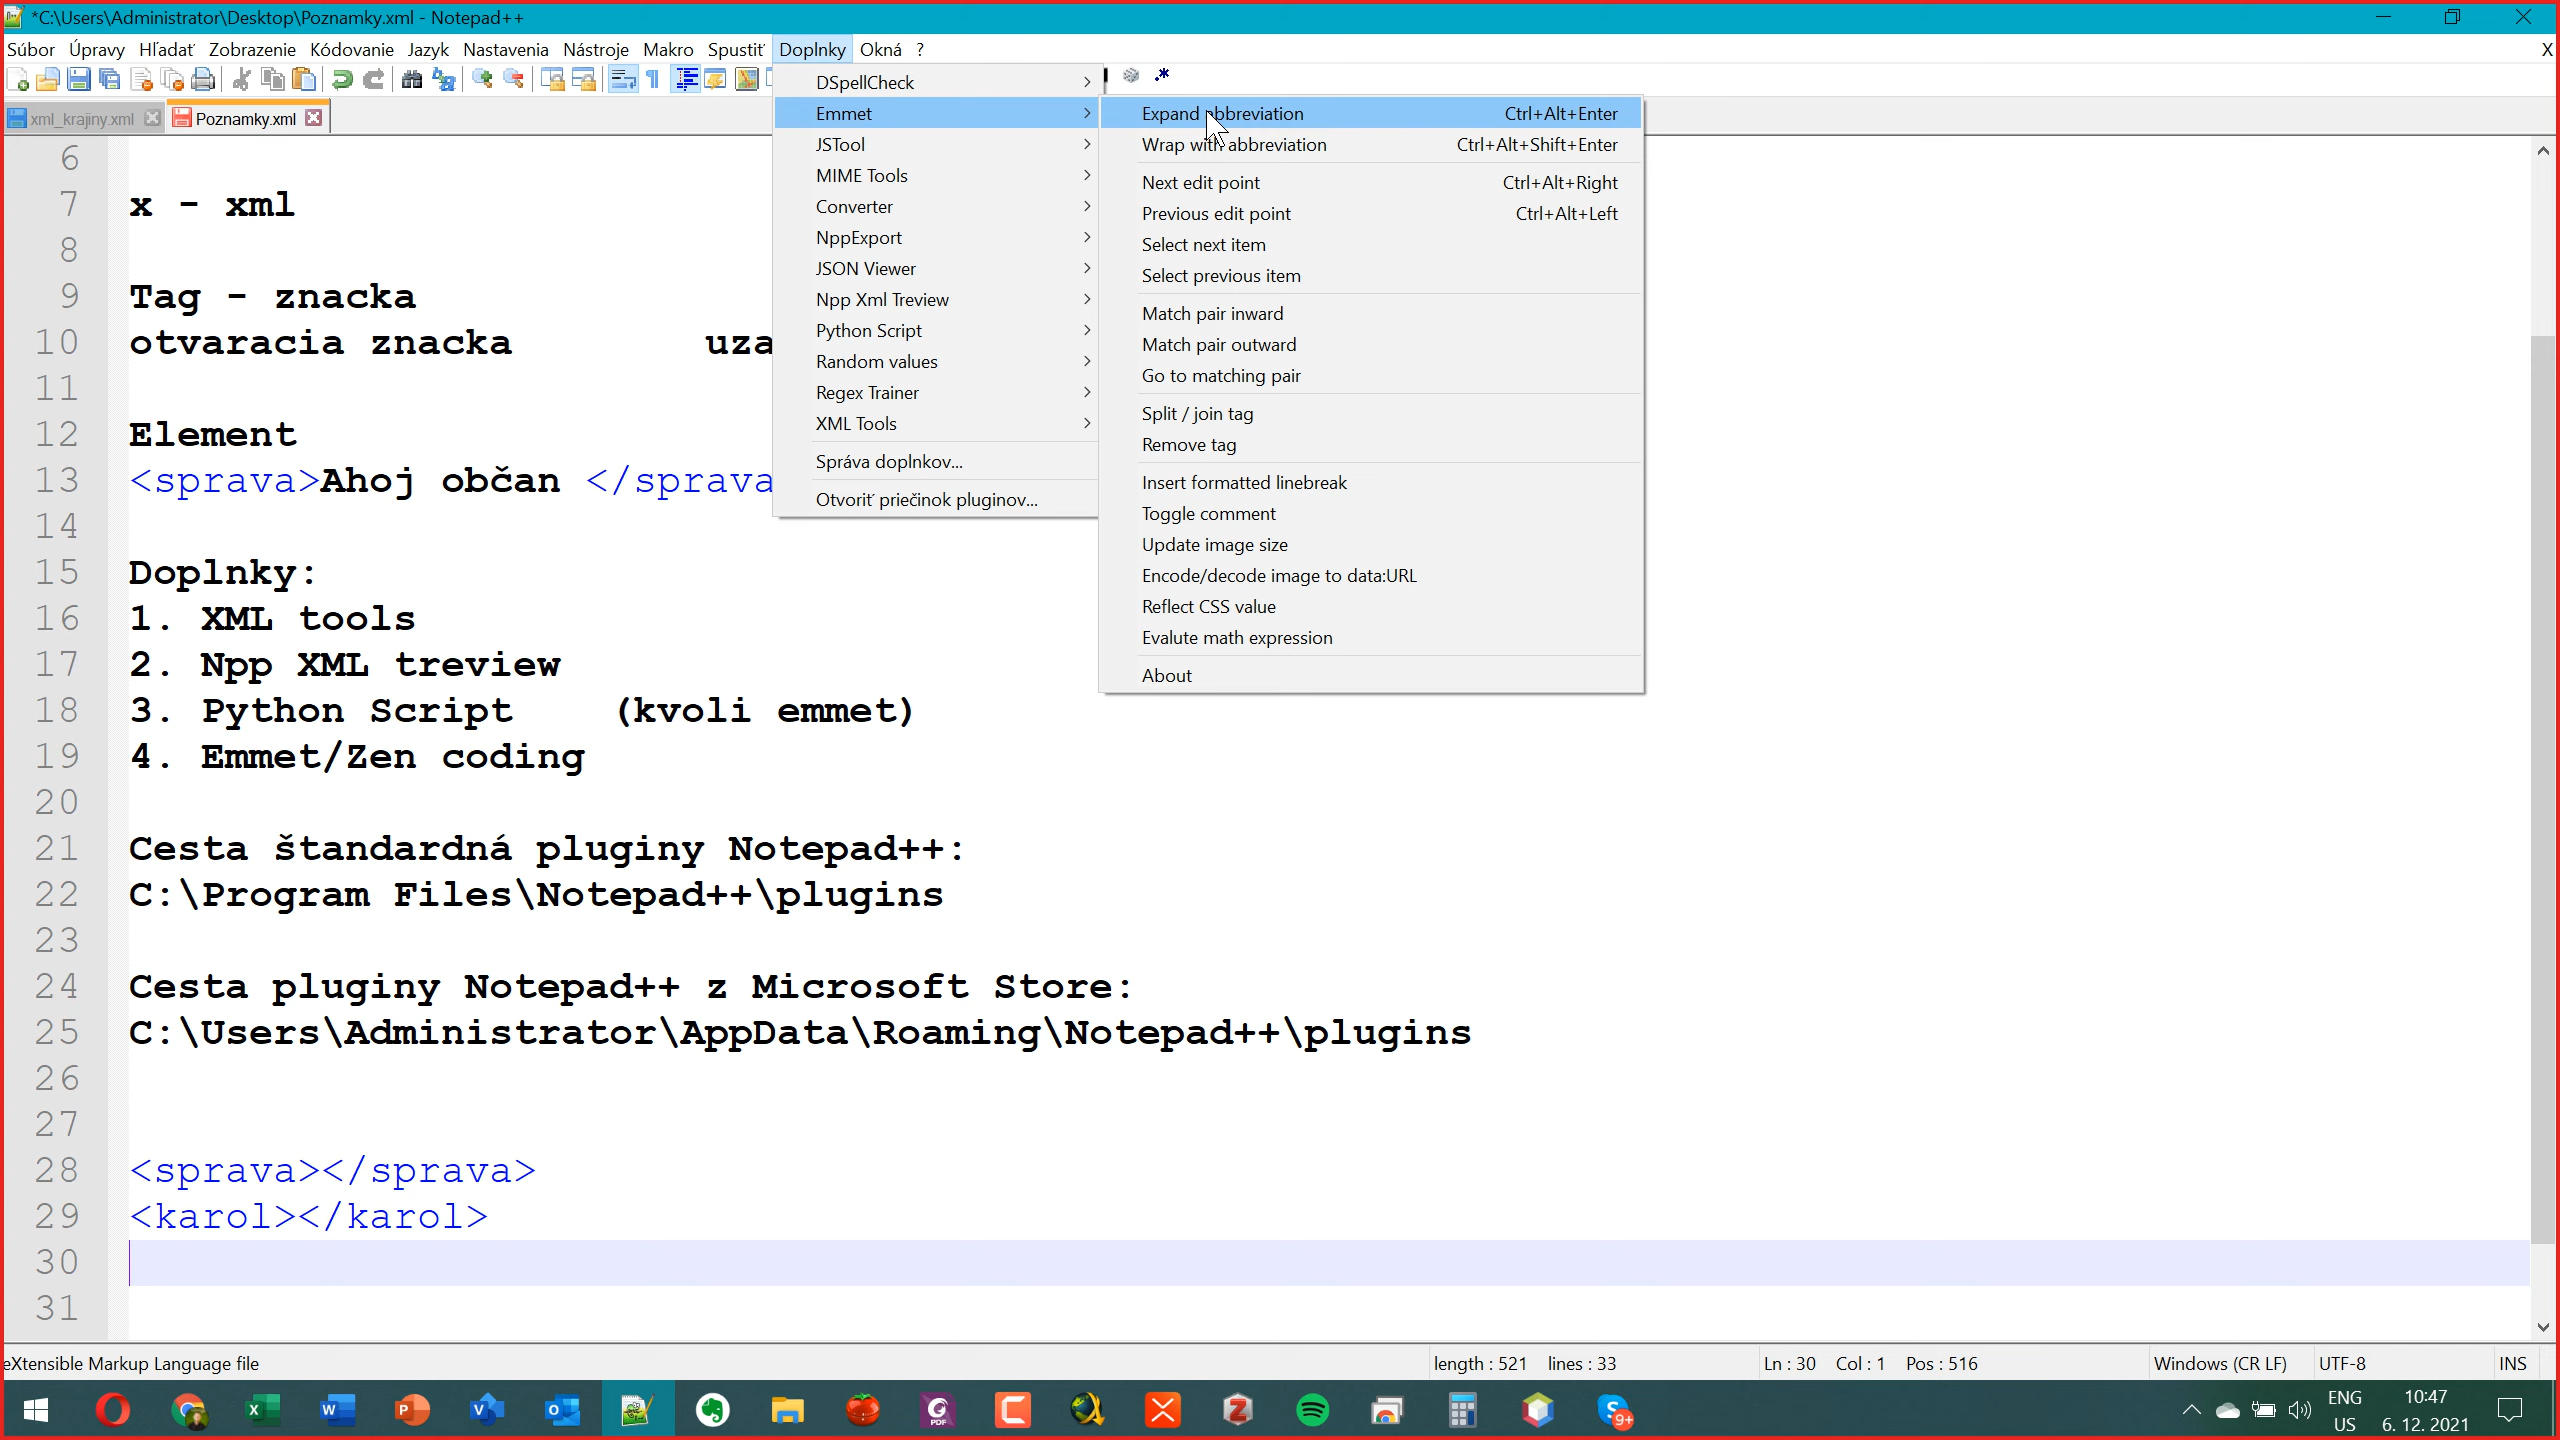 *C:\Users\Administrator\Desktop\Poznamky.xml - Notepad++
Súbor Úpravy Hľadať Zobrazenie Kódovanie Jazyk Nastavenia Nástroje Makro Spustiť Doplnky Okná ? X
xml_krajiny.xml Poznamky.xml
DSpellCheck
Emmet
JSTool
MIME Tools
Converter
NppExport
JSON Viewer
Npp Xml Treview
Python Script
Random values
Regex Trainer
XML Tools
Správa doplnkov...
Otvoriť priečinok pluginov...
Expand abbreviation Ctrl+Alt+Enter
Wrap with abbreviation Ctrl+Alt+Shift+Enter
Next edit point Ctrl+Alt+Right
Previous edit point Ctrl+Alt+Left
Select next item
Select previous item
Match pair inward
Match pair outward
Go to matching pair
Split / join tag
Remove tag
Insert formatted linebreak
Toggle comment
Update image size
Encode/decode image to data:URL
Reflect CSS value
Evalute math expression
About
6
7 x - xml
8
9 Tag - znacka
10 otvaracia znacka uza
11
12 Element
13 <sprava>Ahoj občan </sprava
14
15 Doplnky:
16 1. XML tools
17 2. Npp XML treview
18 3. Python Script (kvoli emmet)
19 4. Emmet/Zen coding
20
21 Cesta štandardná pluginy Notepad++:
22 C:\Program Files\Notepad++\plugins
23
24 Cesta pluginy Notepad++ z Microsoft Store:
25 C:\Users\Administrator\AppData\Roaming\Notepad++\plugins
26
27
28 <sprava></sprava>
29 <karol></karol>
30
31
eXtensible Markup Language file length : 521 lines : 33 Ln : 30 Col : 1 Pos : 516 Windows (CR LF) UTF-8 INS
ENG 10:47
US 6. 12. 2021